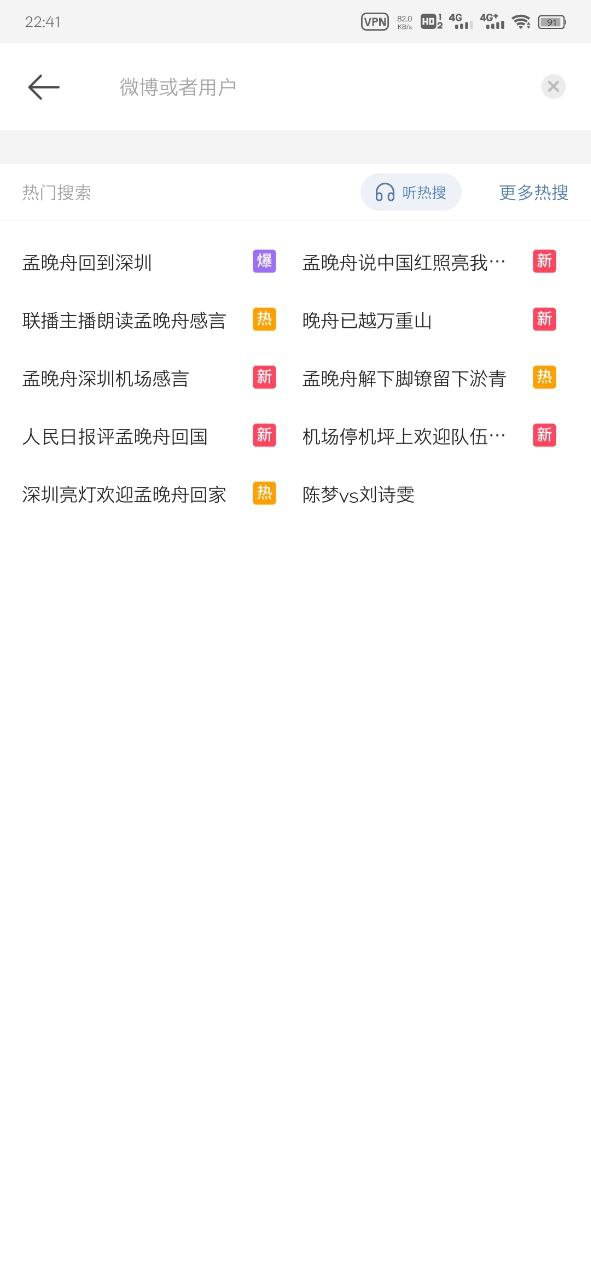 22:41 VPN 82.0 KB/s HD 1 2 4G 4G+ 91
微博或者用户
热门搜索 听热搜 更多热搜
孟晚舟回到深圳 爆 孟晚舟说中国红照亮我… 新
联播主播朗读孟晚舟感言 热 晚舟已越万重山 新
孟晚舟深圳机场感言 新 孟晚舟解下脚镣留下淤青 热
人民日报评孟晚舟回国 新 机场停机坪上欢迎队伍… 新
深圳亮灯欢迎孟晚舟回家 热 陈梦vs刘诗雯